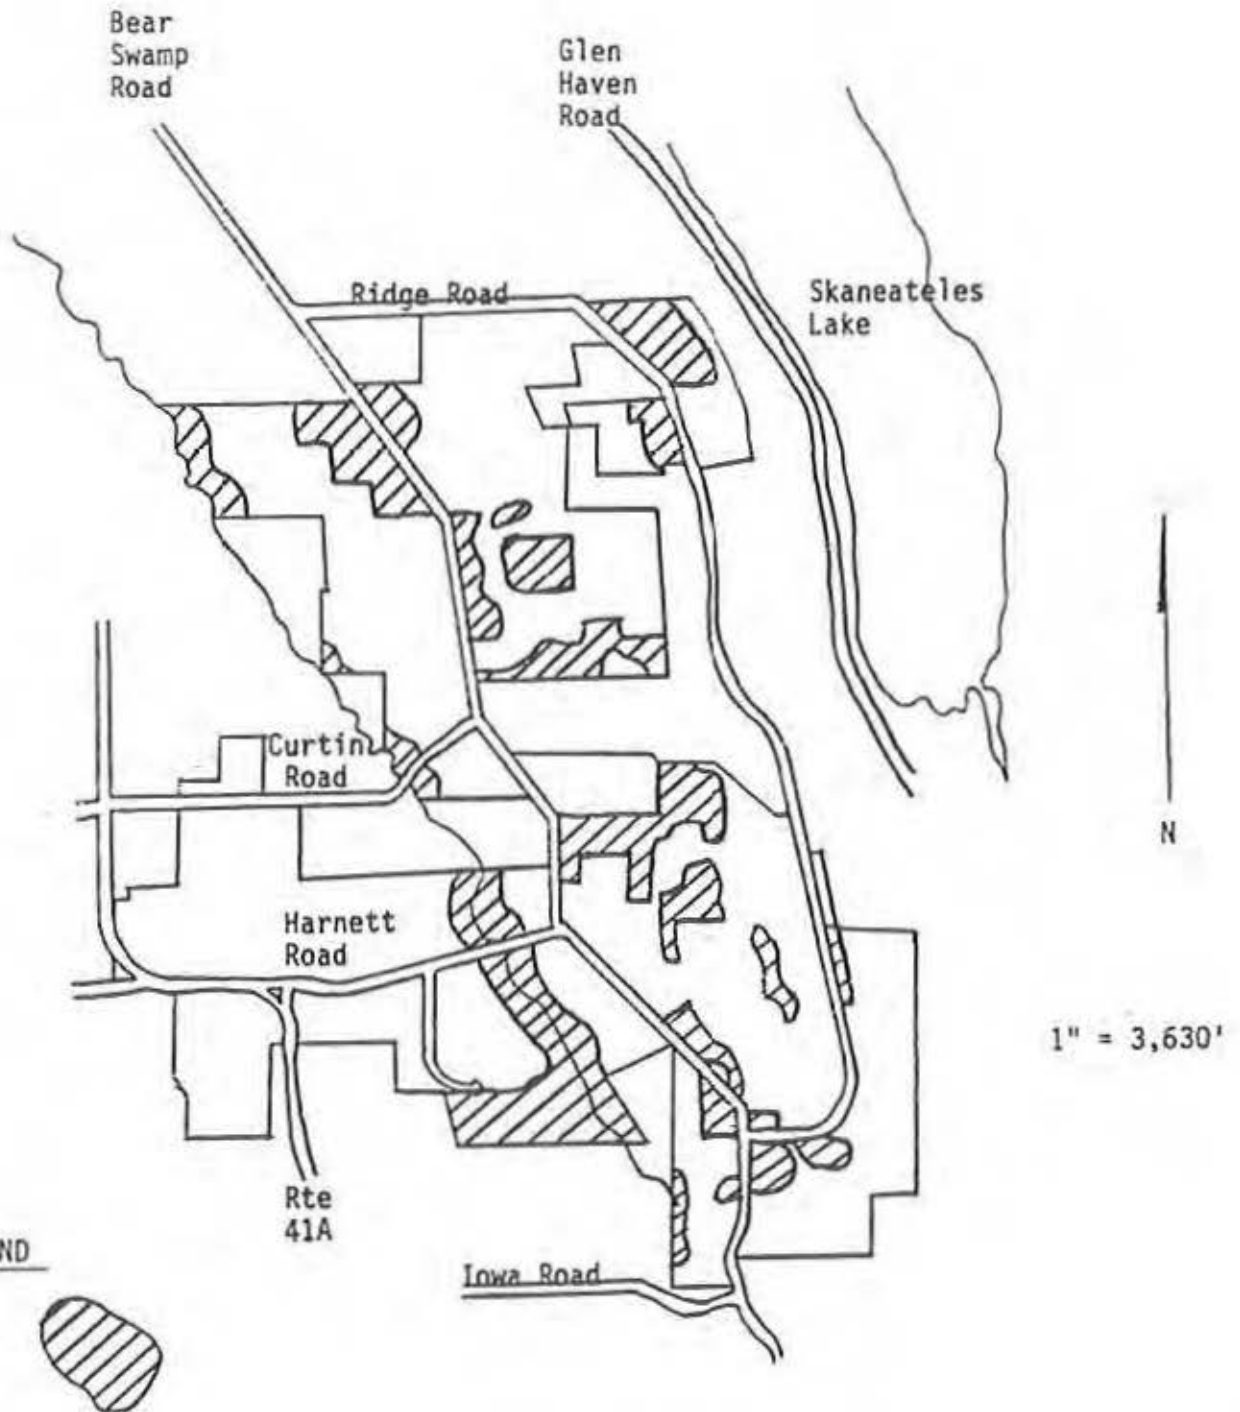 Bear
Swamp
Road
Glen
Haven
Road
Ridge Road
Skaneateles
Lake
Curtin
Road
N
Harnett
Road
1" = 3,630'
Rte
41A
ND
Iowa Road